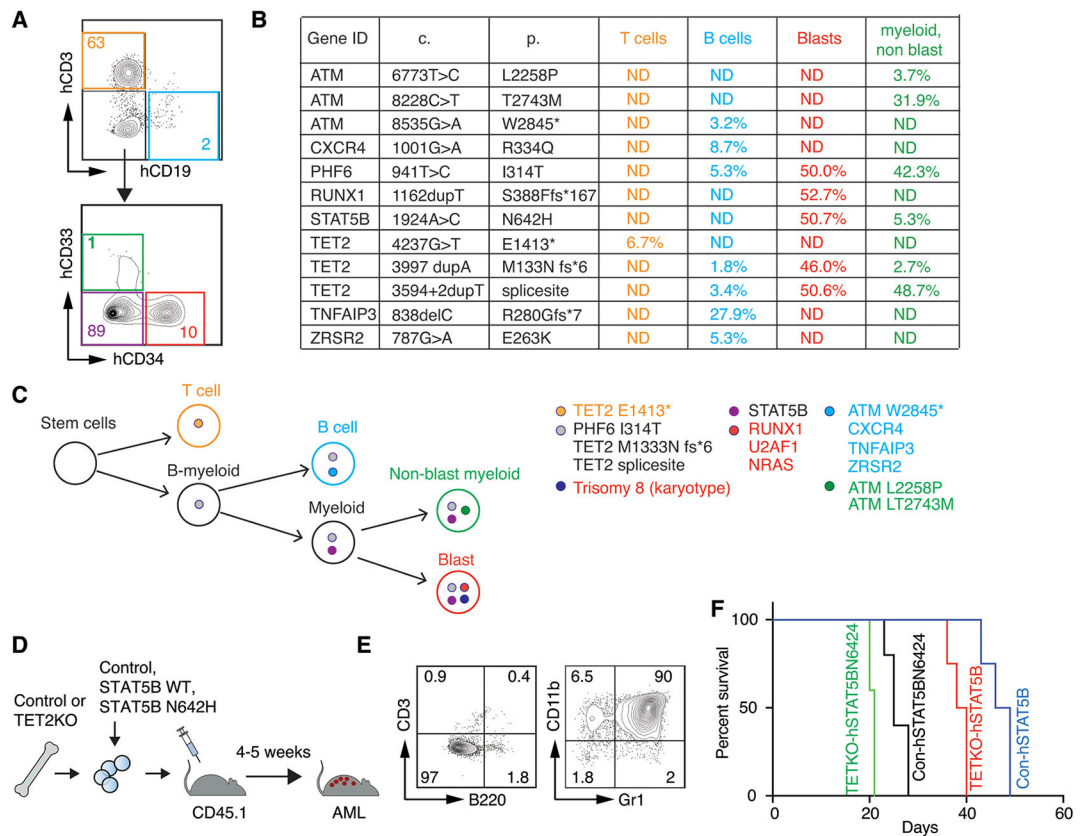 A
63
hCD3
2
hCD19
1
hCD33
89
10
hCD34
B
Gene ID c. p. T cells B cells Blasts myeloid, non blast
ATM 6773T>C L2258P ND ND ND 3.7%
ATM 8228C>T T2743M ND ND ND 31.9%
ATM 8535G>A W2845* ND 3.2% ND ND
CXCR4 1001G>A R334Q ND 8.7% ND ND
PHF6 941T>C I314T ND 5.3% 50.0% 42.3%
RUNX1 1162dupT S388Ffs*167 ND ND 52.7% ND
STAT5B 1924A>C N642H ND ND 50.7% 5.3%
TET2 4237G>T E1413* 6.7% ND ND ND
TET2 3997 dupA M133N fs*6 ND 1.8% 46.0% 2.7%
TET2 3594+2dupT splicesite ND 3.4% 50.6% 48.7%
TNFAIP3 838delC R280Gfs*7 ND 27.9% ND ND
ZRSR2 787G>A E263K ND 5.3% ND ND
C
Stem cells
T cell
B-myeloid
B cell
Myeloid
Non-blast myeloid
Blast
TET2 E1413*
PHF6 I314T
TET2 M1333N fs*6
TET2 splicesite
Trisomy 8 (karyotype)
STAT5B
RUNX1
U2AF1
NRAS
ATM W2845*
CXCR4
TNFAIP3
ZRSR2
ATM L2258P
ATM LT2743M
D
Control or
TET2KO
Control,
STAT5B WT,
STAT5B N642H
4-5 weeks
CD45.1
AML
E
0.9 0.4
CD3
97 1.8
B220
6.5 90
CD11b
1.8 2
Gr1
F
Percent survival
100
50
0
0 20 40 60
Days
TETKO-hSTAT5BN6424
Con-hSTAT5BN6424
TETKO-hSTAT5B
Con-hSTAT5B